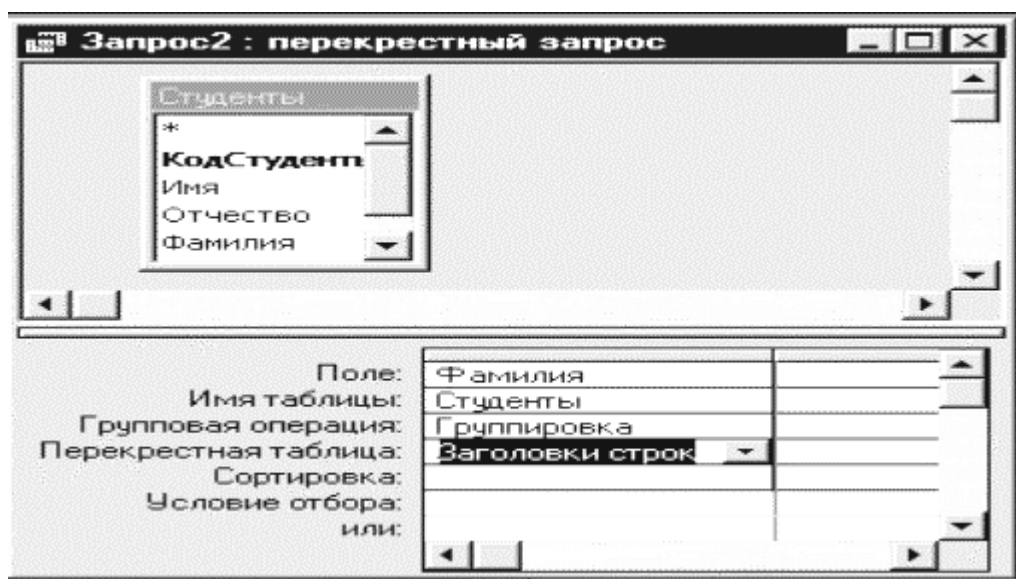 Запрос2 : перекрестный запрос
Студенты
*
КодСтудент
Имя
Отчество
Фамилия
Поле: Фамилия
Имя таблицы: Студенты
Групповая операция: Группировка
Перекрестная таблица: Заголовки строк
Сортировка:
Условие отбора:
или: